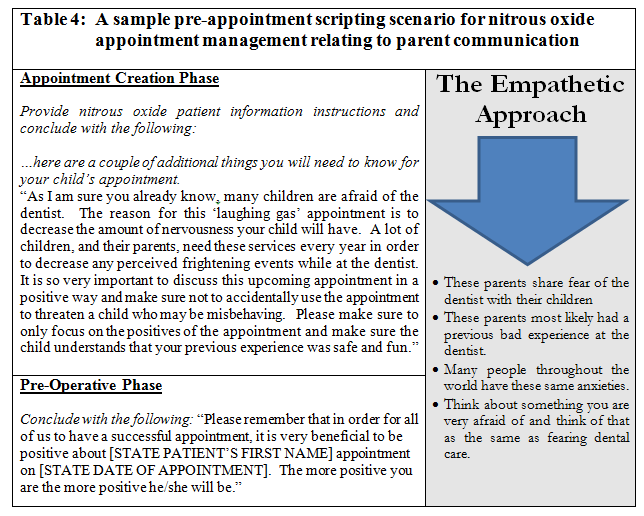 Table 4: A sample pre-appointment scripting scenario for nitrous oxide
appointment management relating to parent communication
Appointment Creation Phase
Provide nitrous oxide patient information instructions and
conclude with the following:
…here are a couple of additional things you will need to know for
your child’s appointment.
“As I am sure you already know, many children are afraid of the
dentist. The reason for this ‘laughing gas’ appointment is to
decrease the amount of nervousness your child will have. A lot of
children, and their parents, need these services every year in order
to decrease any perceived frightening events while at the dentist.
It is so very important to discuss this upcoming appointment in a
positive way and make sure not to accidentally use the appointment
to threaten a child who may be misbehaving. Please make sure to
only focus on the positives of the appointment and make sure the
child understands that your previous experience was safe and fun.”
Pre-Operative Phase
Conclude with the following: “Please remember that in order for all
of us to have a successful appointment, it is very beneficial to be
positive about [STATE PATIENT’S FIRST NAME] appointment
on [STATE DATE OF APPOINTMENT]. The more positive you
are the more positive he/she will be.”
The Empathetic
Approach
• These parents share fear of the
dentist with their children
• These parents most likely had a
previous bad experience at the
dentist.
• Many people throughout the
world have these same anxieties.
• Think about something you are
very afraid of and think of that
as the same as fearing dental
care.